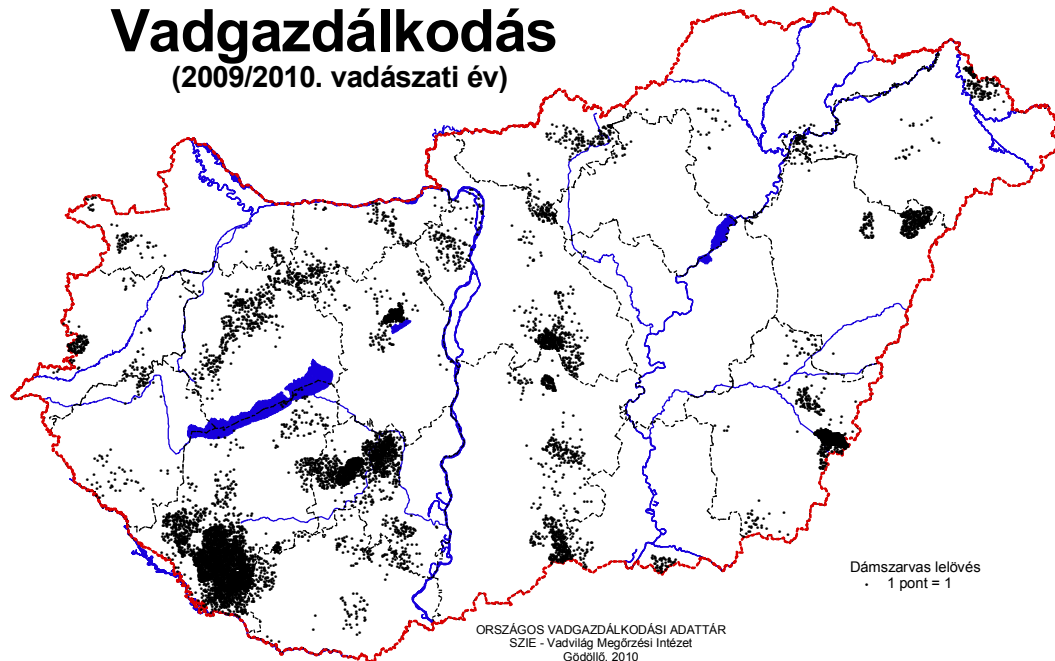 Vadgazdálkodás
(2009/2010. vadászati év)
Dámszarvas lelövés
1 pont = 1
ORSZÁGOS VADGAZDÁLKODÁSI ADATTÁR
SZIE - Vadvilág Megőrzési Intézet
Gödöllő, 2010